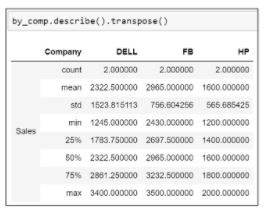 by_comp.describe().transpose()
Company DELL FB HP
count 2.000000 2.000000 2.000000
mean 2322.500000 2965.000000 1600.000000
std 1523.815113 756.604256 565.685425
min 1245.000000 2430.000000 1200.000000
Sales
25% 1783.750000 2697.500000 1400.000000
50% 2322.500000 2965.000000 1600.000000
75% 2861.250000 3232.500000 1800.000000
max 3400.000000 3500.000000 2000.000000